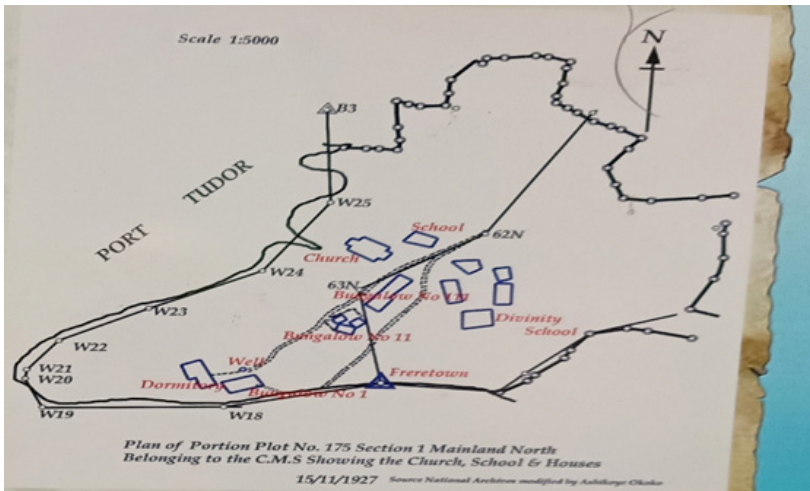 Scale 1:5000
N
B3
PORT TUDOR
W25
School
62N
Church
W24
63N
Bungalow No 111
W23
Divinity
School
Bungalow No 11
W22
Well
W21
Freretown
W20
Dormitory
Bungalow No 1
W19
W18
Plan of Portion Plot No. 175 Section 1 Mainland North
Belonging to the C.M.S Showing the Church, School & Houses
15/11/1927 Source National Archives modified by